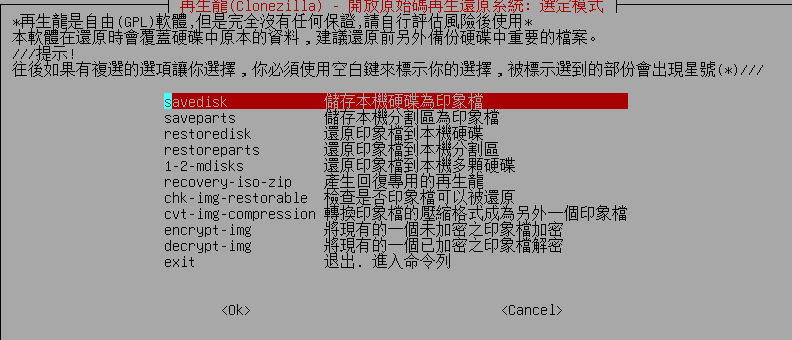 再生龍(Clonezilla) - 開放原始碼再生還原系統: 選定模式
*再生龍是自由(GPL)軟體,但是完全沒有任何保證,請自行評估風險後使用*
本軟體在還原時會覆蓋硬碟中原本的資料,建議還原前另外備份硬碟中重要的檔案。
///提示!
往後如果有複選的選項讓你選擇,你必須使用空白鍵來標示你的選擇,被標示選到的部份會出現星號(*)///
savedisk 儲存本機硬碟為印象檔
saveparts 儲存本機分割區為印象檔
restoredisk 還原印象檔到本機硬碟
restoreparts 還原印象檔到本機分割區
1-2-mdisks 還原印象檔到本機多顆硬碟
recovery-iso-zip 產生回復專用的再生龍
chk-img-restorable 檢查是否印象檔可以被還原
cvt-img-compression 轉換印象檔的壓縮格式成為另外一個印象檔
encrypt-img 將現有的一個未加密之印象檔加密
decrypt-img 將現有的一個已加密之印象檔解密
exit 退出. 進入命令列
<Ok> <Cancel>